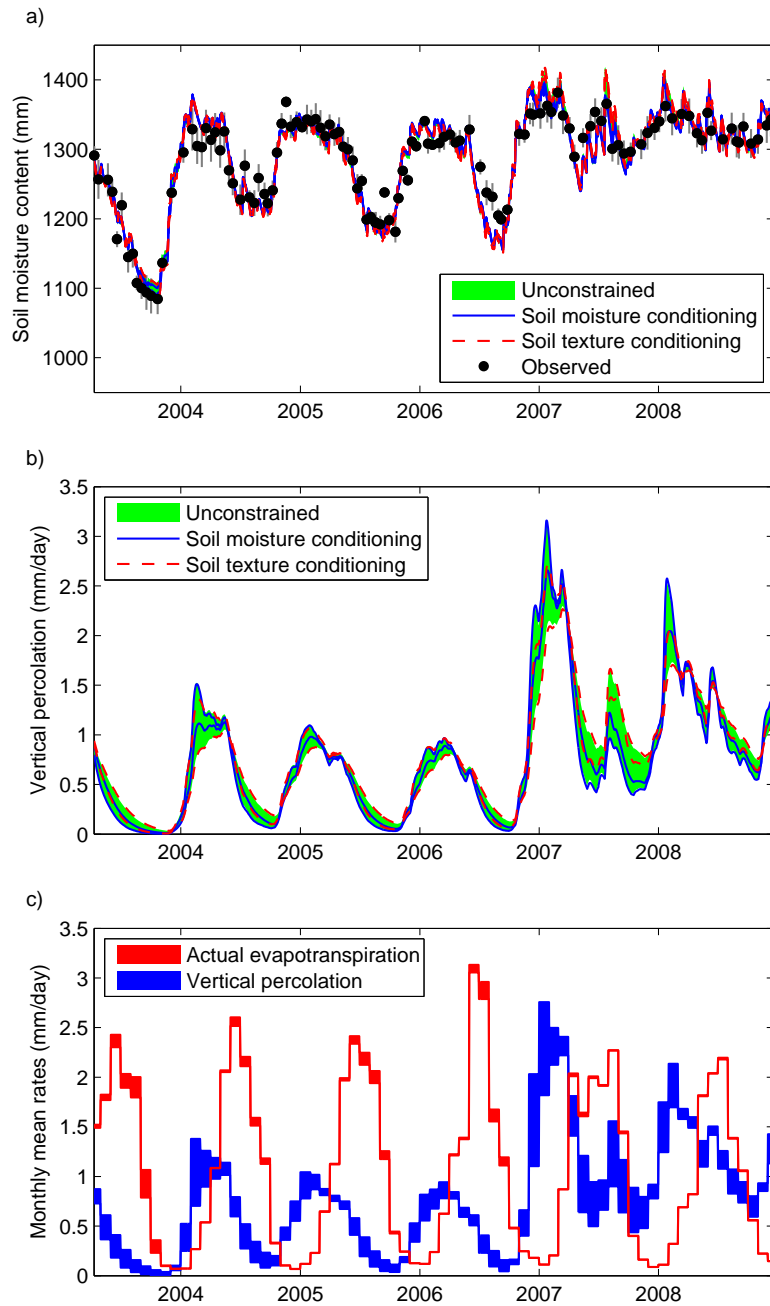 a)
Soil moisture content (mm)
1400
1300
1200
1100
1000
Unconstrained
Soil moisture conditioning
Soil texture conditioning
Observed
2004 2005 2006 2007 2008
b)
Vertical percolation (mm/day)
3.5
3
2.5
2
1.5
1
0.5
0
Unconstrained
Soil moisture conditioning
Soil texture conditioning
2004 2005 2006 2007 2008
c)
Monthly mean rates (mm/day)
3.5
3
2.5
2
1.5
1
0.5
0
Actual evapotranspiration
Vertical percolation
2004 2005 2006 2007 2008